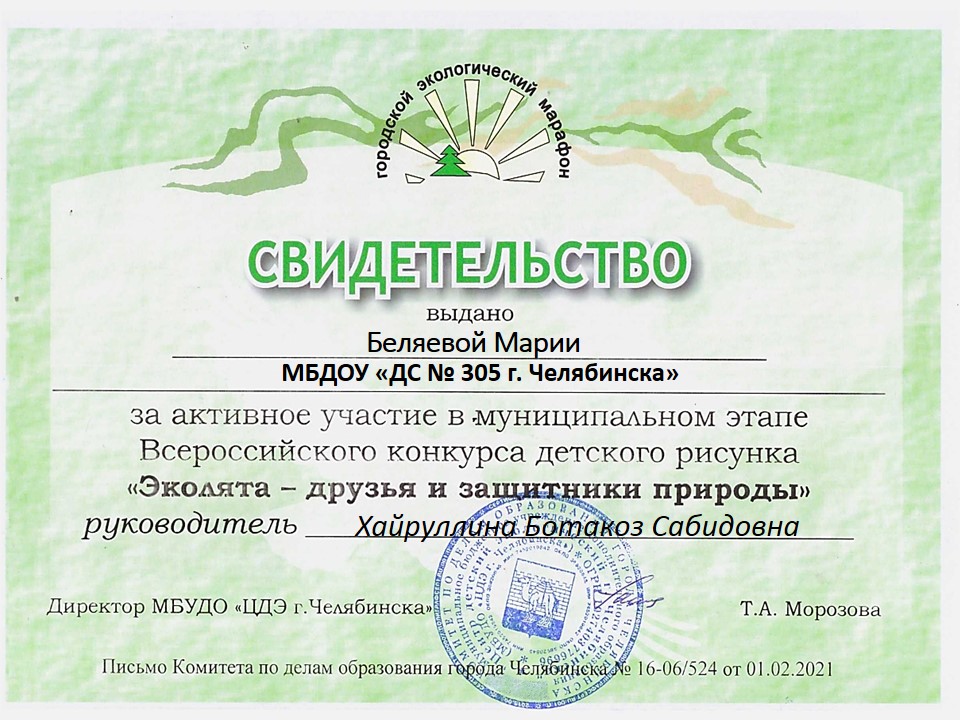 городской экологический марафон
СВИДЕТЕЛЬСТВО
выдано
Беляевой Марии
МБДОУ «ДС № 305 г. Челябинска»
за активное участие в муниципальном этапе
Всероссийского конкурса детского рисунка
«Эколята – друзья и защитники природы»
руководитель Хайруллина Ботакоз Сабидовна
Директор МБУДО «ЦДЭ г.Челябинска» Т.А. Морозова
Письмо Комитета по делам образования города Челябинска № 16-06/524 от 01.02.2021